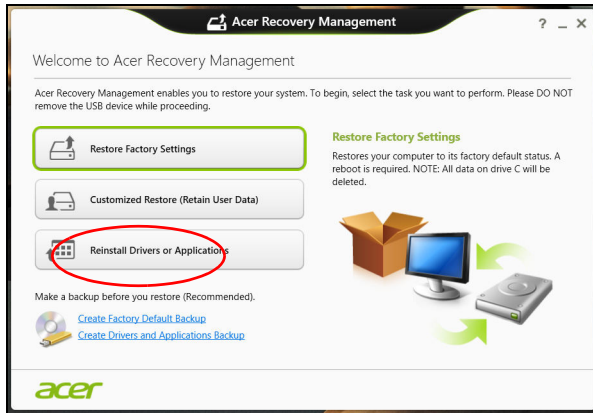 Acer Recovery Management
? _ X
Welcome to Acer Recovery Management
Acer Recovery Management enables you to restore your system. To begin, select the task you want to perform. Please DO NOT
remove the USB device while proceeding.
Restore Factory Settings
Customized Restore (Retain User Data)
Reinstall Drivers or Applications
Make a backup before you restore (Recommended).
Create Factory Default Backup
Create Drivers and Applications Backup
Restore Factory Settings
Restores your computer to its factory default status. A
reboot is required. NOTE: All data on drive C will be
deleted.
acer